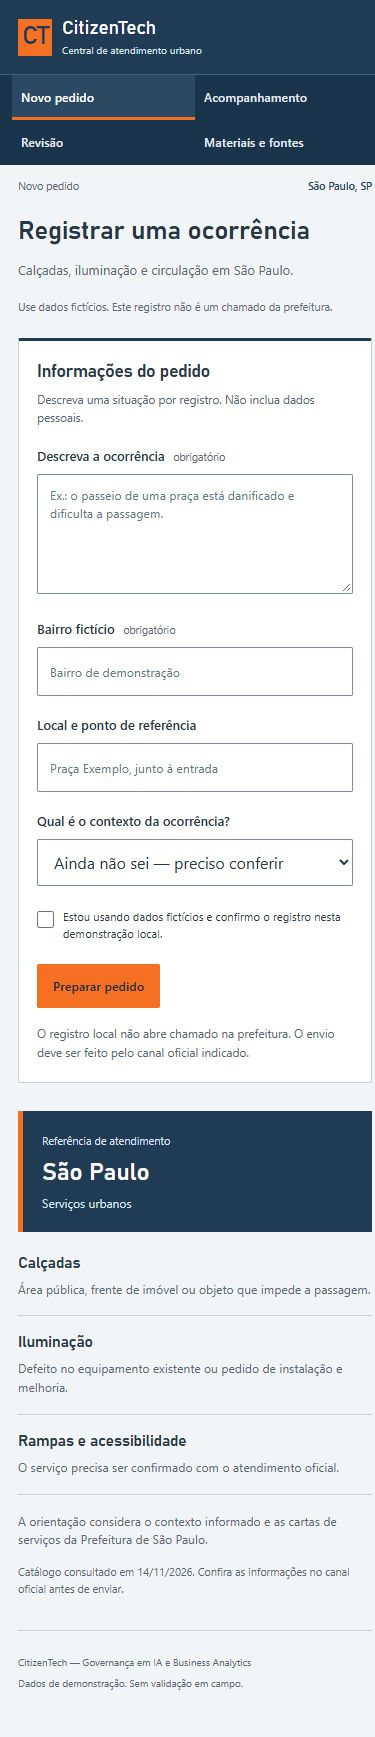 CT
CitizenTech
Central de atendimento urbano
Novo pedido
Acompanhamento
Revisão
Materiais e fontes
Novo pedido
São Paulo, SP
Registrar uma ocorrência
Calçadas, iluminação e circulação em São Paulo.
Use dados fictícios. Este registro não é um chamado da prefeitura.
Informações do pedido
Descreva uma situação por registro. Não inclua dados
pessoais.
Descreva a ocorrência obrigatório
Ex.: o passeio de uma praça está danificado e
dificulta a passagem.
Bairro fictício obrigatório
Bairro de demonstração
Local e ponto de referência
Praça Exemplo, junto à entrada
Qual é o contexto da ocorrência?
Ainda não sei — preciso conferir
Estou usando dados fictícios e confirmo o registro nesta
demonstração local.
Preparar pedido
O registro local não abre chamado na prefeitura. O envio
deve ser feito pelo canal oficial indicado.
Referência de atendimento
São Paulo
Serviços urbanos
Calçadas
Área pública, frente de imóvel ou objeto que impede a passagem.
Iluminação
Defeito no equipamento existente ou pedido de instalação e
melhoria.
Rampas e acessibilidade
O serviço precisa ser confirmado com o atendimento oficial.
A orientação considera o contexto informado e as cartas de
serviços da Prefeitura de São Paulo.
Catálogo consultado em 14/11/2026. Confira as informações no canal
oficial antes de enviar.
CitizenTech — Governança em IA e Business Analytics
Dados de demonstração. Sem validação em campo.